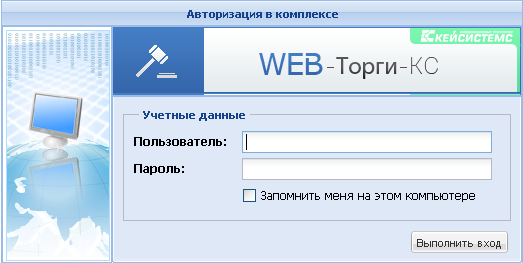 Авторизация в комплексе
КЕЙСИСТЕМС
WEB-Торги-КС
Учетные данные
Пользователь:
Пароль:
Запомнить меня на этом компьютере
Выполнить вход